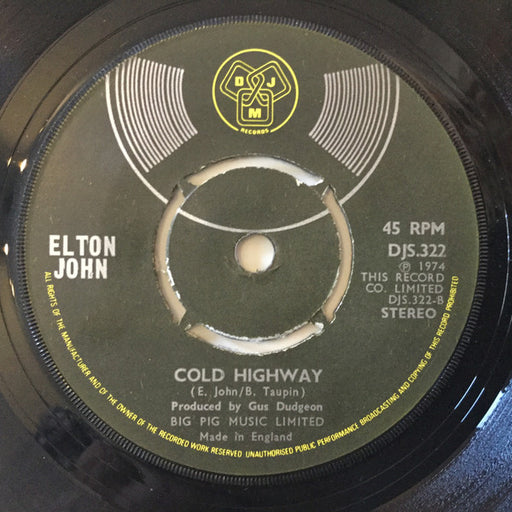 D J M
RECORDS
ELTON
JOHN
45 RPM
DJS.322
℗ 1974
THIS RECORD
CO. LIMITED
DJS.322-B
STEREO
COLD HIGHWAY
(E. John/B. Taupin)
Produced by Gus Dudgeon
BIG PIG MUSIC LIMITED
Made in England
ALL RIGHTS OF THE MANUFACTURER AND OF THE OWNER OF THE RECORDED WORK RESERVED UNAUTHORISED PUBLIC PERFORMANCE BROADCASTING AND COPYING OF THIS RECORD PROHIBITED